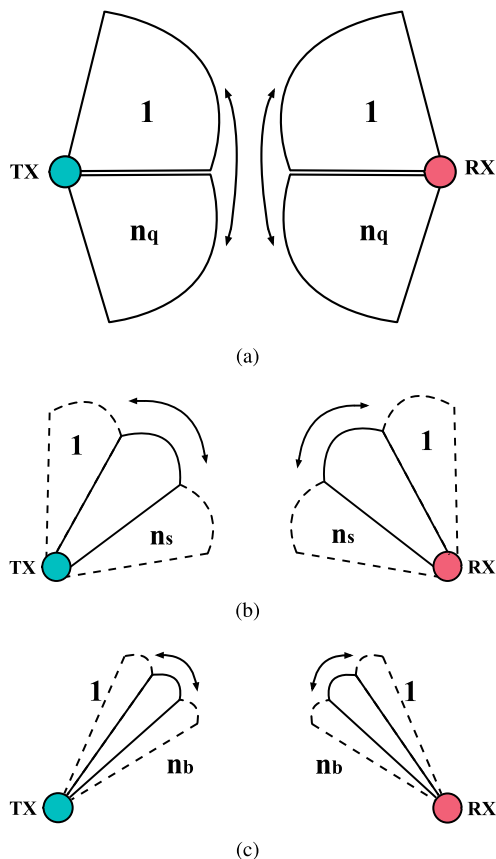 1 1
TX RX
nq nq
(a)
1 1
ns ns
TX RX
(b)
1 1
nb nb
TX RX
(c)